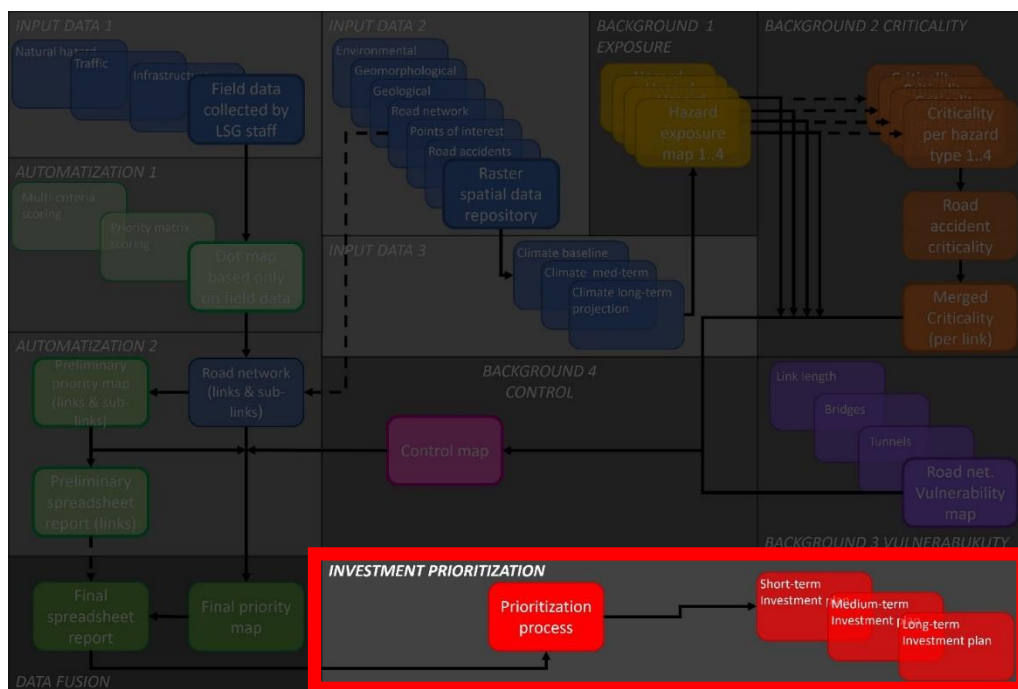 INPUT DATA 1
Natural hazard
Traffic
Infrastructure
Field data
collected by
LSG staff
INPUT DATA 2
Environmental
Geomorphological
Geological
Road network
Points of interest
Road accidents
Raster
spatial data
repository
BACKGROUND 1
EXPOSURE
Hazard
exposure
map 1..4
BACKGROUND 2 CRITICALITY
Criticality
per hazard
type 1..4
Road
accident
criticality
Merged
Criticality
(per link)
AUTOMATIZATION 1
Multi-criteria
scoring
Priority matrix
scoring
Dot map
based only
on field data
INPUT DATA 3
Climate baseline
Climate med-term
Climate long-term
projection
AUTOMATIZATION 2
Preliminary
priority map
(links & sub-
links)
Road network
(links & sub-
links)
Preliminary
spreadsheet
report (links)
BACKGROUND 4
CONTROL
Control map
Link length
Bridges
Tunnels
Road net.
Vulnerability
map
BACKGROUND 3 VULNERABUKUTY
Final
spreadsheet
report
Final priority
map
DATA FUSION
INVESTMENT PRIORITIZATION
Prioritization
process
Short-term
Investment plan
Medium-term
Investment plan
Long-term
Investment plan